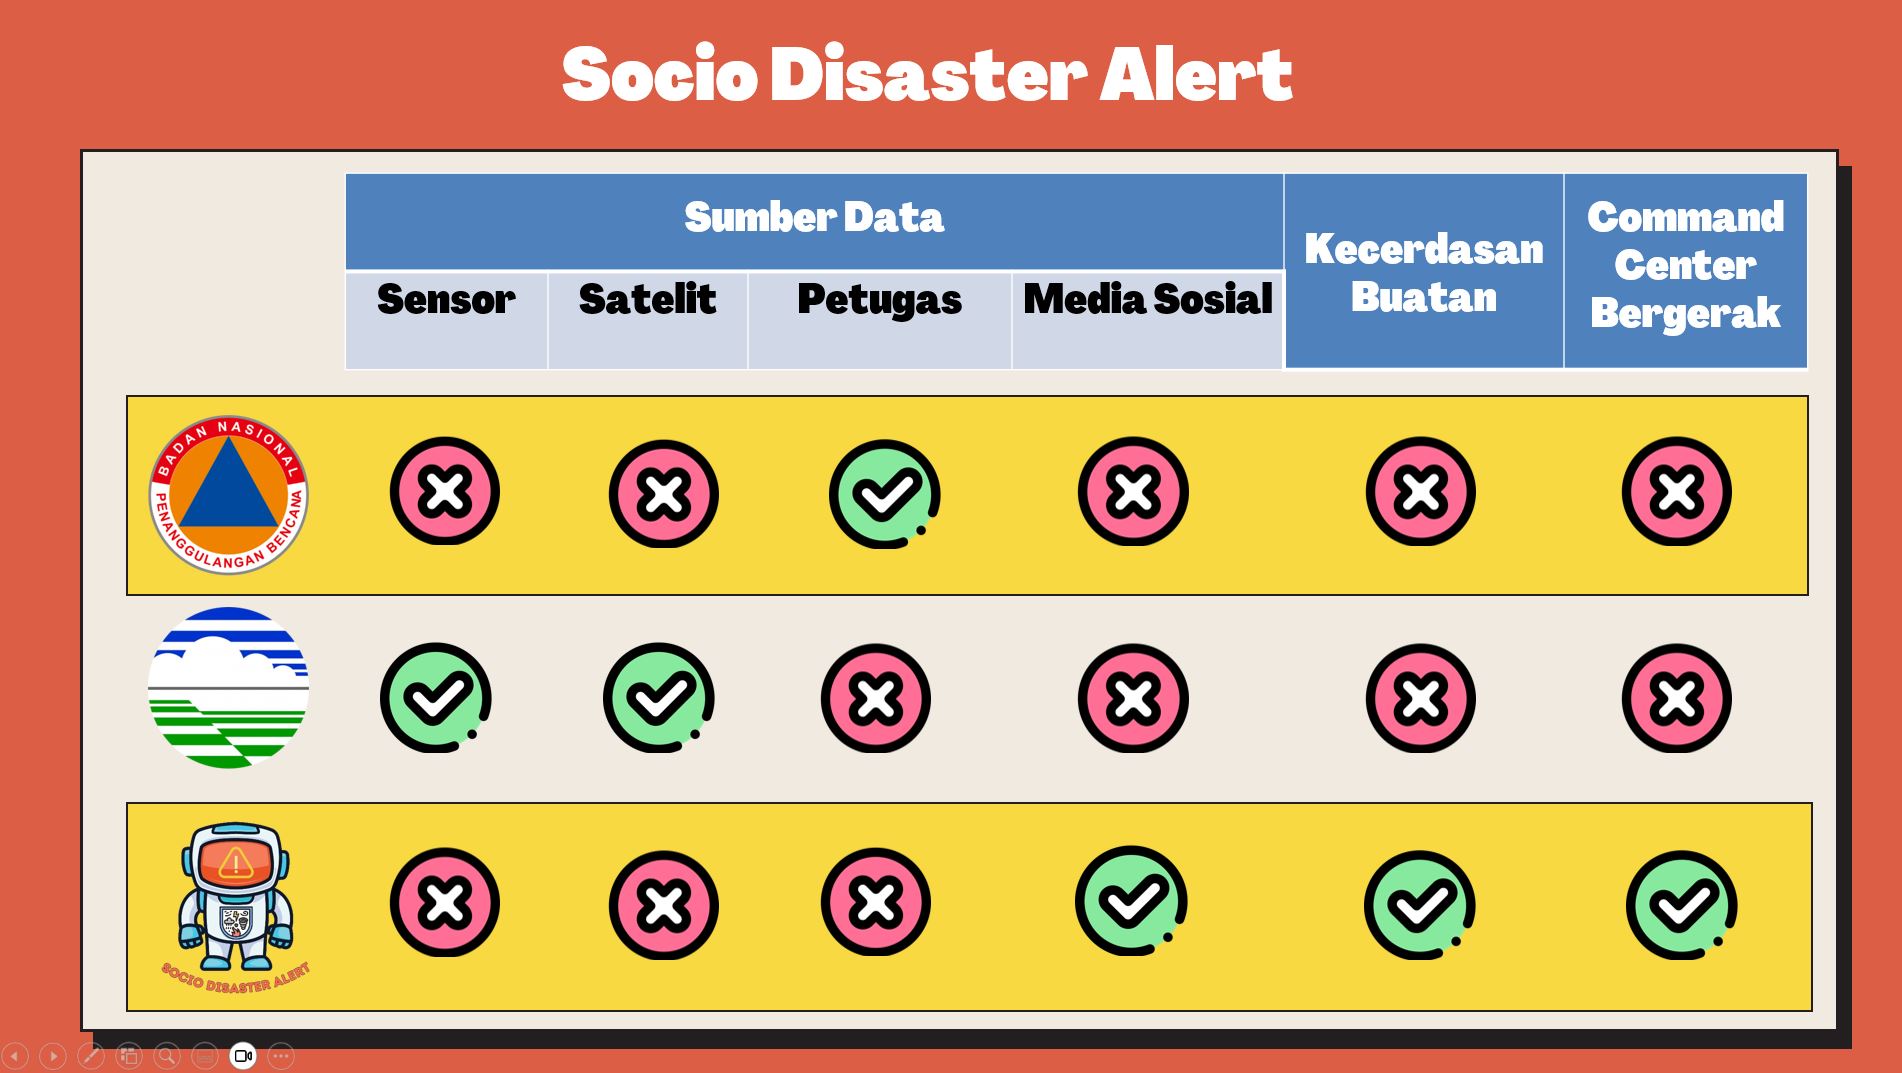 Socio Disaster Alert
Sumber Data
Kecerdasan
Buatan
Command
Center
Bergerak
Sensor
Satelit
Petugas
Media Sosial
BADAN NASIONAL
PENANGGULANGAN BENCANA
SOCIO DISASTER ALERT